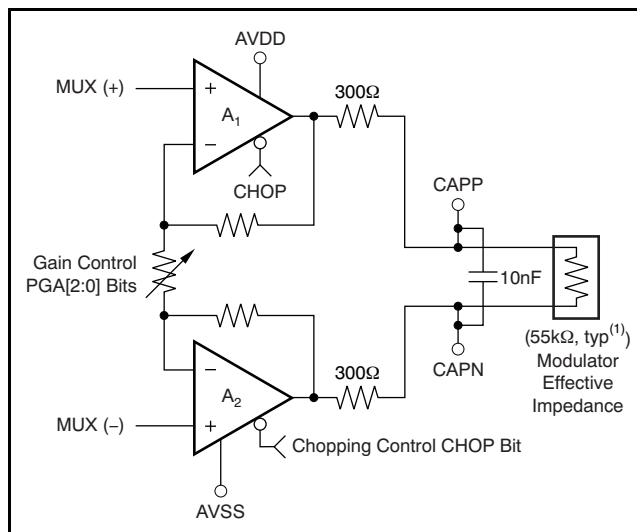 AVDD
MUX (+)
+
A1
−
CHOP
300Ω
CAPP
Gain Control
PGA[2:0] Bits
10nF
(55kΩ, typ(1))
Modulator
Effective
Impedance
CAPN
300Ω
−
A2
+
MUX (−)
Chopping Control CHOP Bit
AVSS